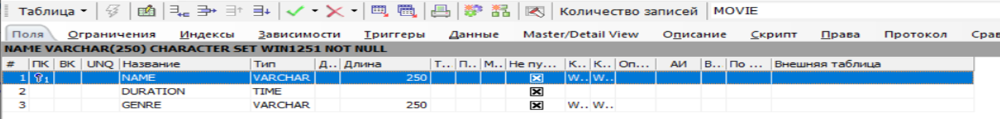 Таблица Количество записей MOVIE
Поля Ограничения Индексы Зависимости Триггеры Данные Master/Detail View Описание Скрипт Права Протокол Срав
NAME VARCHAR(250) CHARACTER SET WIN1251 NOT NULL
# ПК ВК UNQ Название Тип Д.. Длина Т.. П.. М.. Не пу... К.. К.. Оп... АИ В.. По ... Внешняя таблица
1 1 NAME VARCHAR 250 W.. W..
2 DURATION TIME
3 GENRE VARCHAR 250 W.. W..